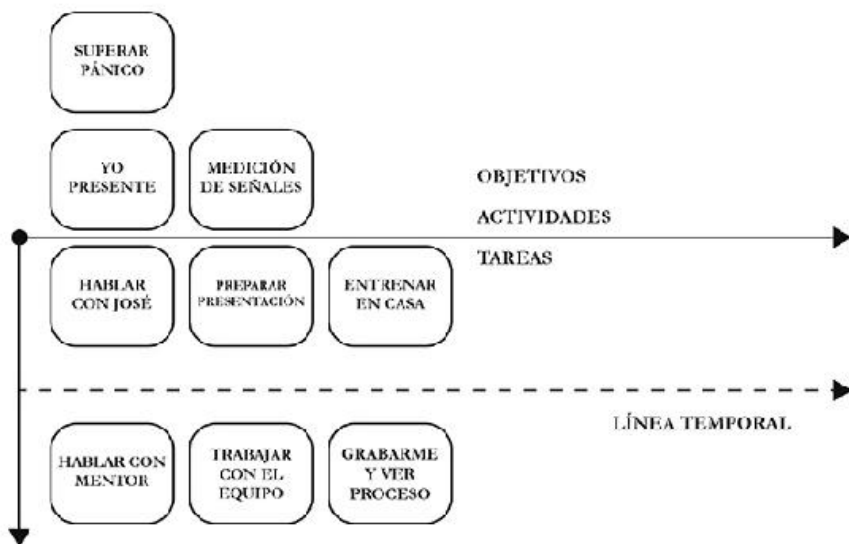 SUPERAR
PÁNICO
YO
PRESENTE
MEDICIÓN
DE SEÑALES
OBJETIVOS
ACTIVIDADES
TAREAS
HABLAR
CON JOSÉ
PREPARAR
PRESENTACIÓN
ENTRENAR
EN CASA
LÍNEA TEMPORAL
HABLAR CON
MENTOR
TRABAJAR
CON EL
EQUIPO
GRABARME
Y VER
PROCESO